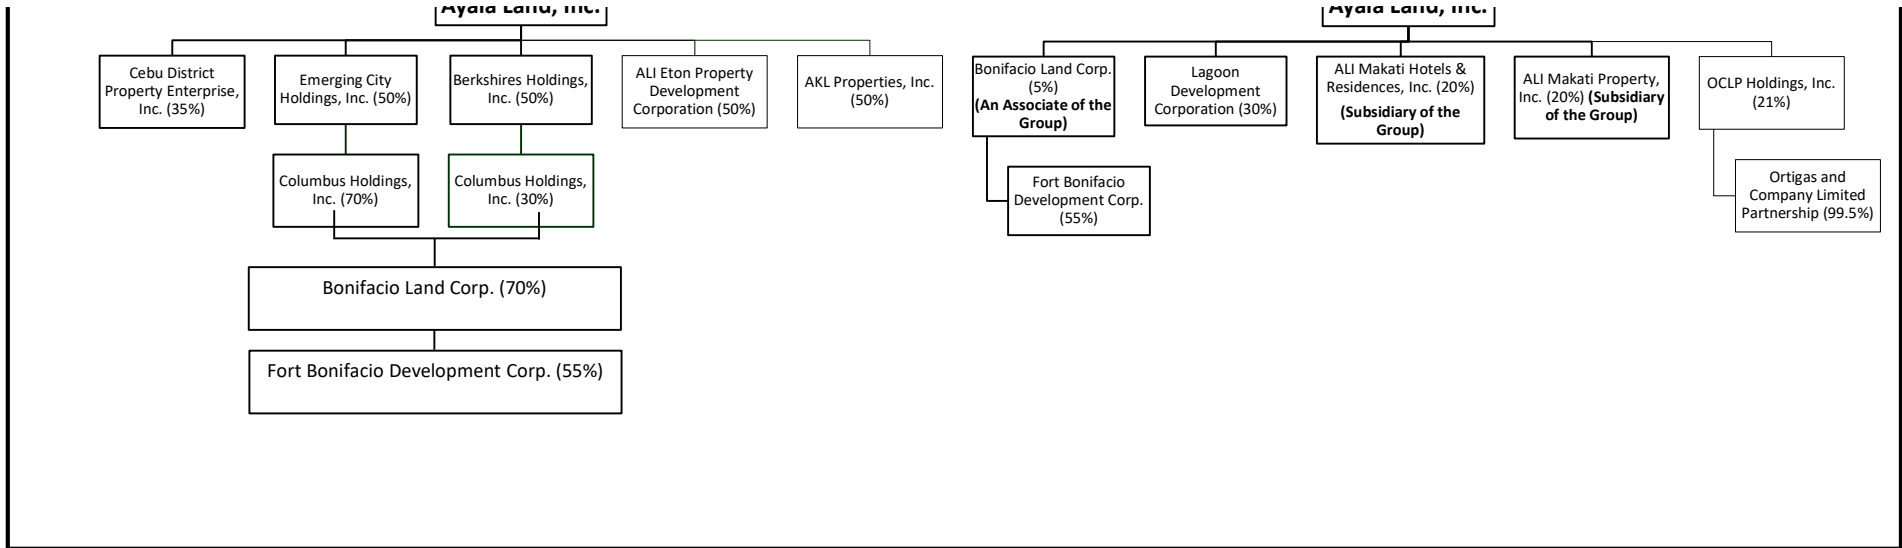 Ayala Land, Inc.
Cebu District
Property Enterprise,
Inc. (35%)
Emerging City
Holdings, Inc. (50%)
Berkshires Holdings,
Inc. (50%)
ALI Eton Property
Development
Corporation (50%)
AKL Properties, Inc.
(50%)
Columbus Holdings,
Inc. (70%)
Columbus Holdings,
Inc. (30%)
Bonifacio Land Corp. (70%)
Fort Bonifacio Development Corp. (55%)
Ayala Land, Inc.
Bonifacio Land Corp.
(5%)
(An Associate of the
Group)
Lagoon
Development
Corporation (30%)
ALI Makati Hotels &
Residences, Inc. (20%)
(Subsidiary of the
Group)
ALI Makati Property,
Inc. (20%) (Subsidiary
of the Group)
OCLP Holdings, Inc.
(21%)
Fort Bonifacio
Development Corp.
(55%)
Ortigas and
Company Limited
Partnership (99.5%)